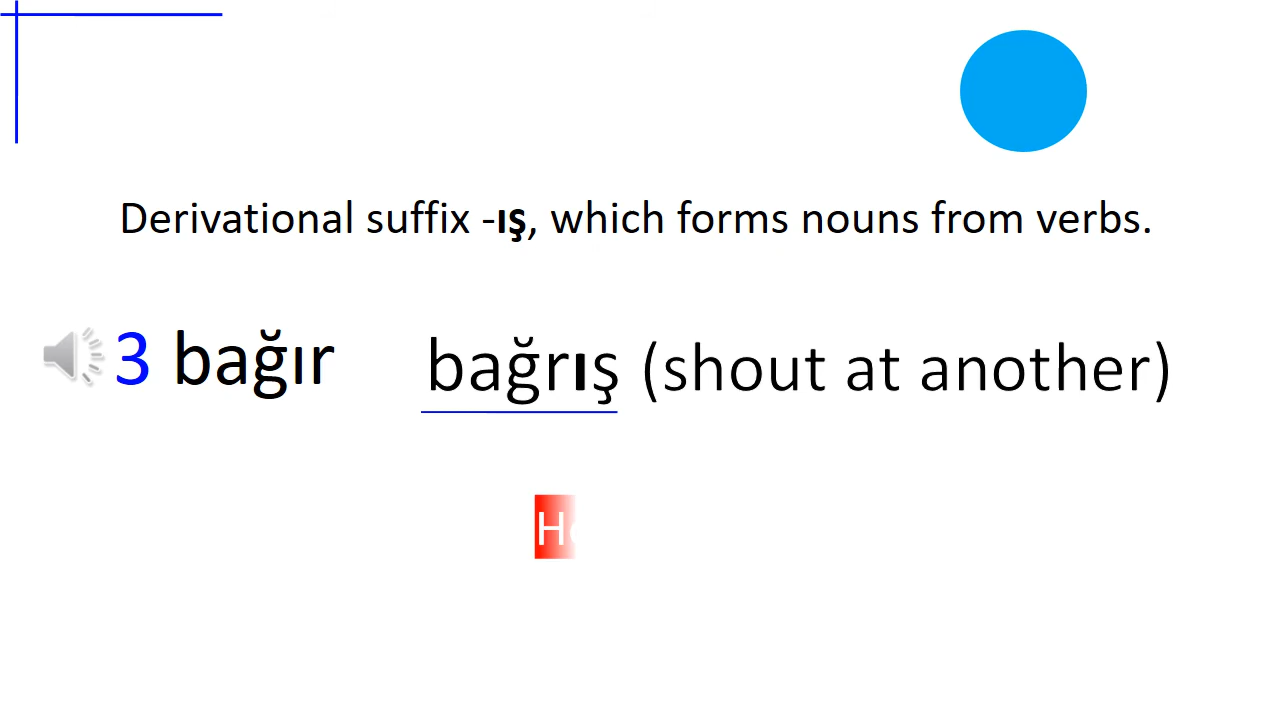 Derivational suffix -ış, which forms nouns from verbs.
3 bağır bağrış (shout at another)